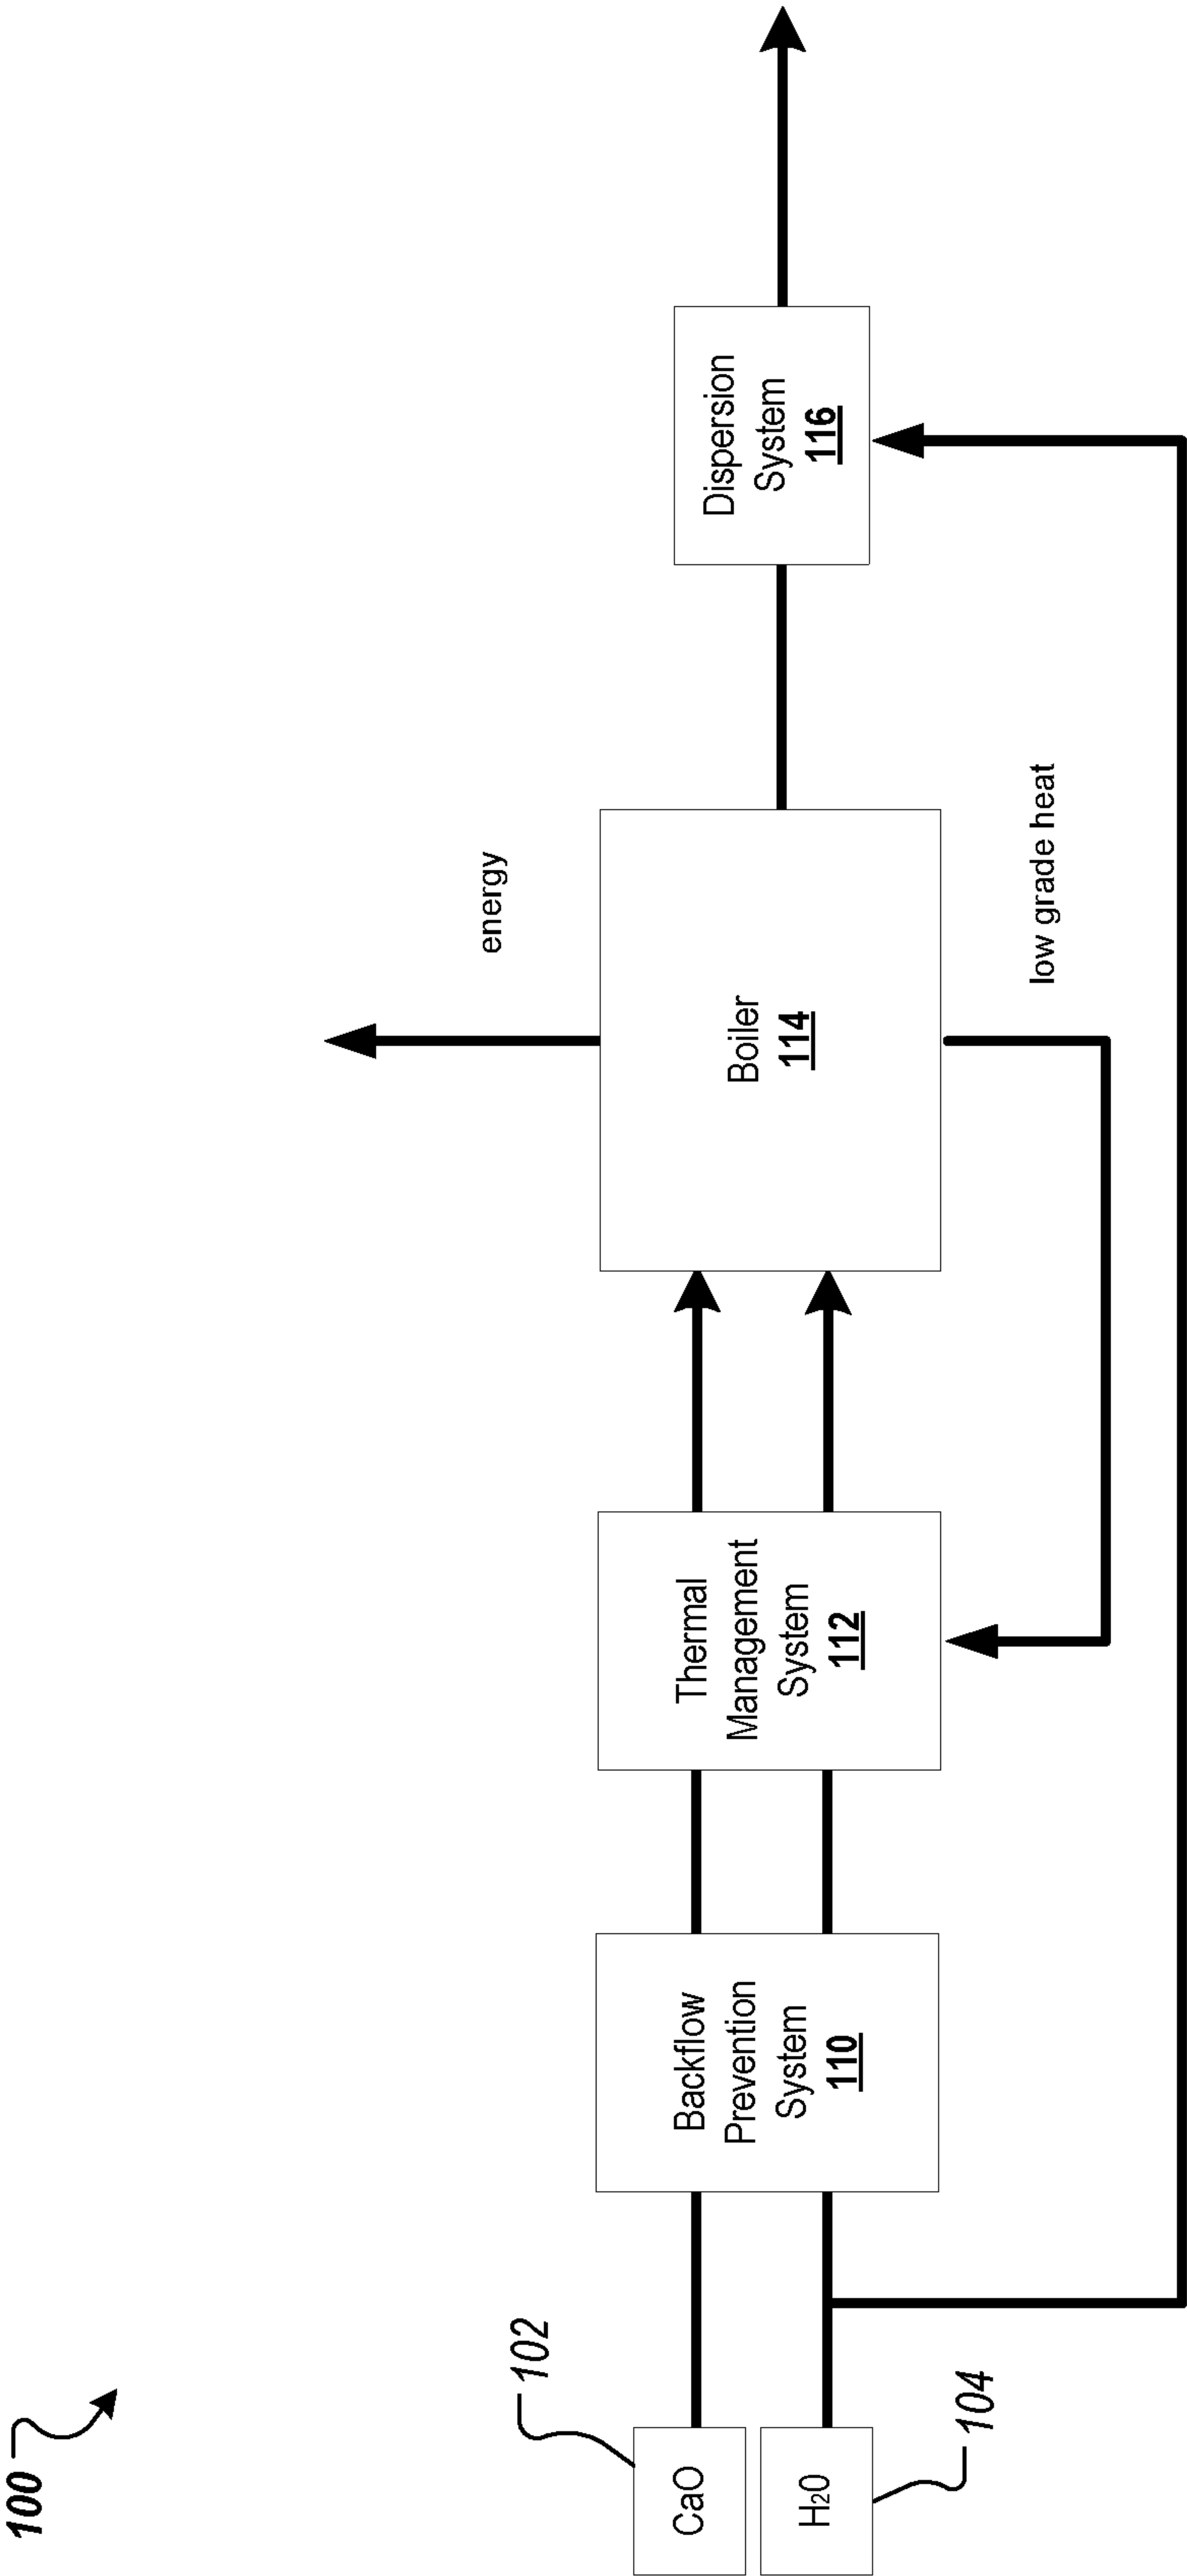 100
energy
102
CaO
H₂O
104
Backflow
Prevention
System
110
Thermal
Management
System
112
Boiler
114
Dispersion
System
116
low grade heat